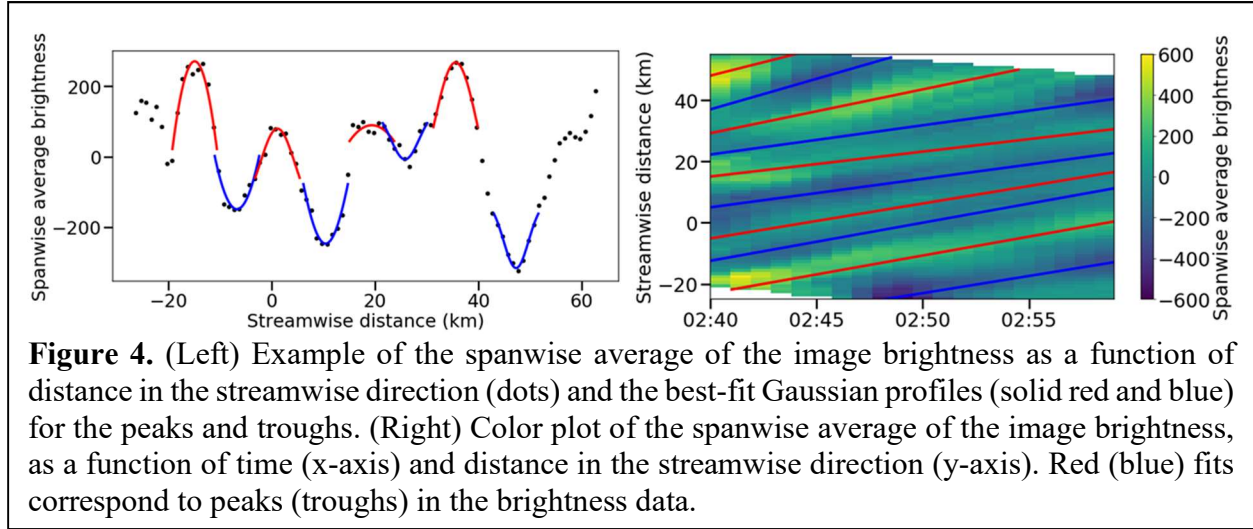 Spanwise average brightness
200
0
−200
−20
0
20
40
60
Streamwise distance (km)
Streamwise distance (km)
40
20
0
−20
02:40
02:45
02:50
02:55
600
400
200
0
−200
−400
−600
Spanwise average brightness
Figure 4. (Left) Example of the spanwise average of the image brightness as a function of
distance in the streamwise direction (dots) and the best-fit Gaussian profiles (solid red and blue)
for the peaks and troughs. (Right) Color plot of the spanwise average of the image brightness,
as a function of time (x-axis) and distance in the streamwise direction (y-axis). Red (blue) fits
correspond to peaks (troughs) in the brightness data.